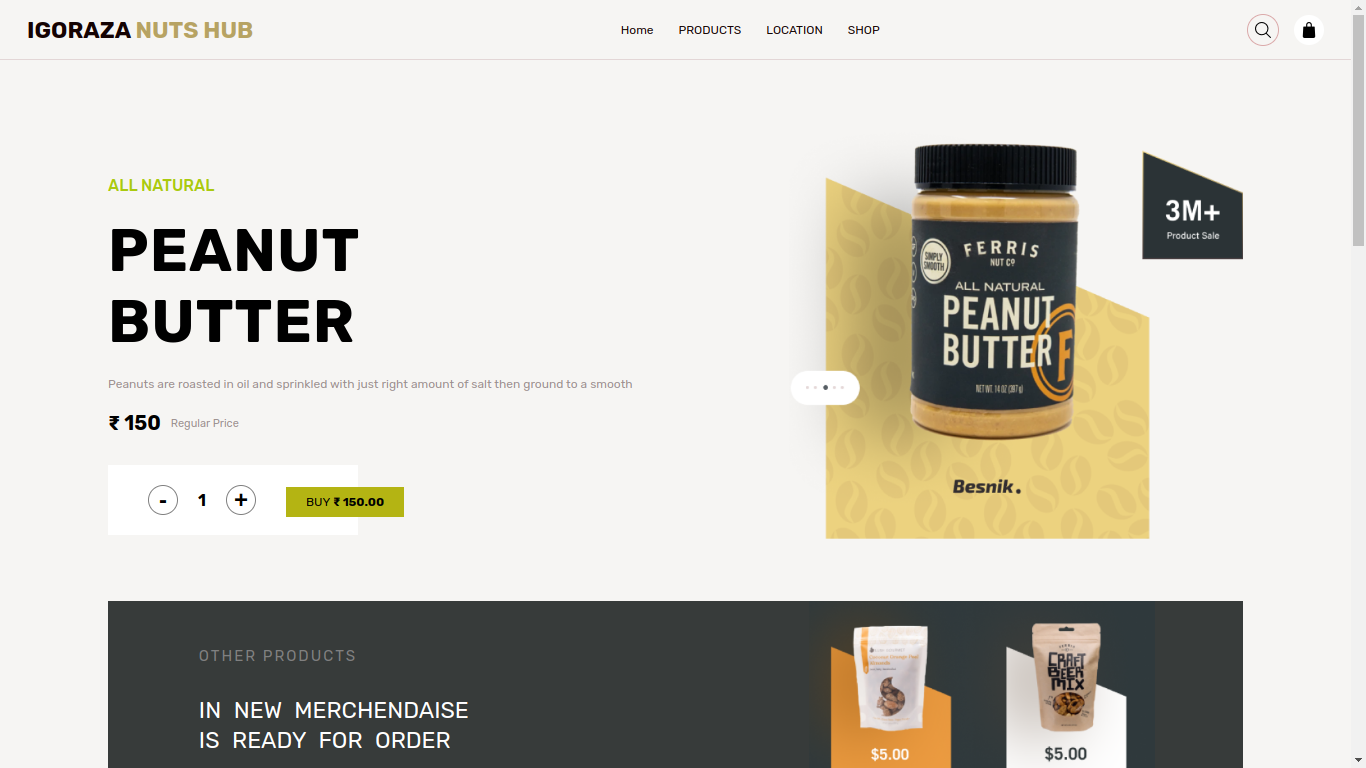 IGORAZA NUTS HUB
Home PRODUCTS LOCATION SHOP
ALL NATURAL
PEANUT
BUTTER
Peanuts are roasted in oil and sprinkled with just right amount of salt then ground to a smooth
₹ 150 Regular Price
- 1 +
BUY ₹ 150.00
SIMPLY
SMOOTH
FERRIS
NUT CO
ALL NATURAL
PEANUT
BUTTER
F
NET WT. 14 OZ (397g)
Besnik.
3M+
Product Sale
OTHER PRODUCTS
IN NEW MERCHENDAISE
IS READY FOR ORDER
$5.00
FERRIS
CRAFT
BEER
MIX
$5.00